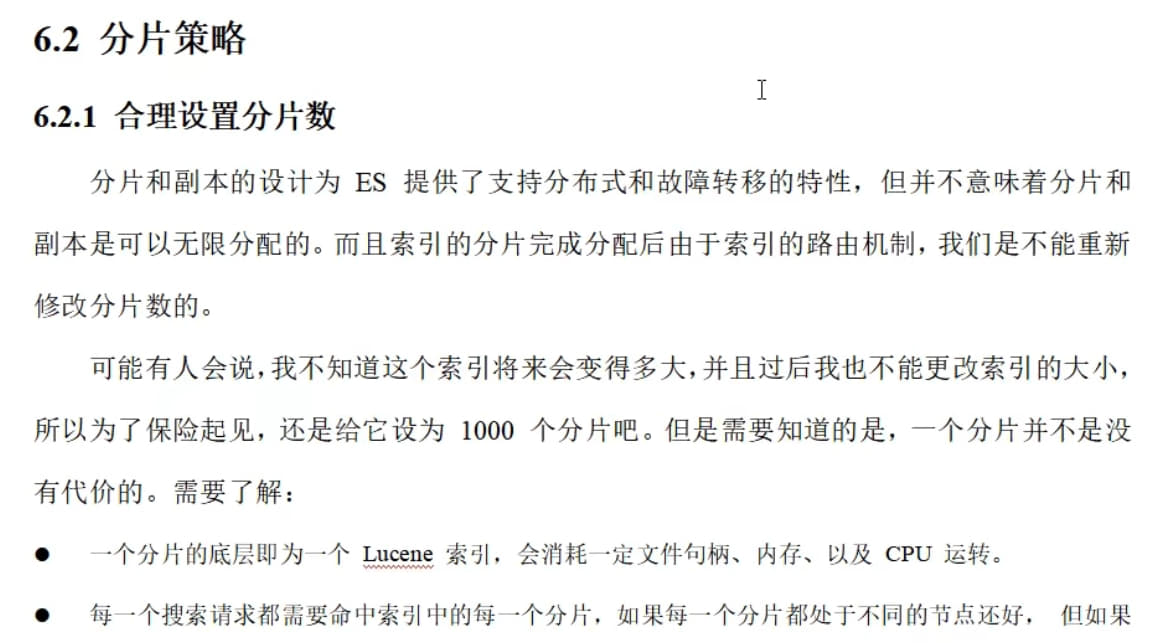 6.2 分片策略
6.2.1 合理设置分片数
分片和副本的设计为 ES 提供了支持分布式和故障转移的特性，但并不意味着分片和
副本是可以无限分配的。而且索引的分片完成分配后由于索引的路由机制，我们是不能重新
修改分片数的。
可能有人会说，我不知道这个索引将来会变得多大，并且过后我也不能更改索引的大小，
所以为了保险起见，还是给它设为 1000 个分片吧。但是需要知道的是，一个分片并不是没
有代价的。需要了解：
● 一个分片的底层即为一个 Lucene 索引，会消耗一定文件句柄、内存、以及 CPU 运转。
● 每一个搜索请求都需要命中索引中的每一个分片，如果每一个分片都处于不同的节点还好， 但如果